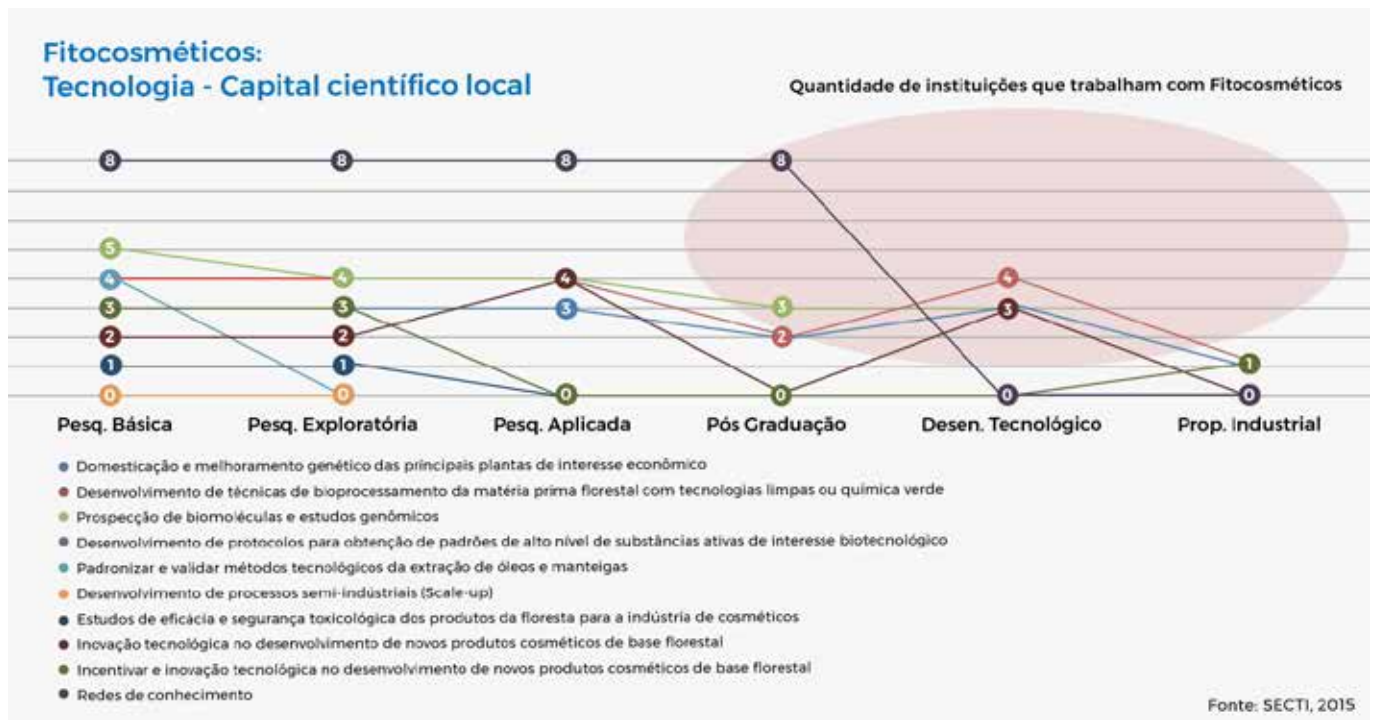 Fitocosméticos:
Tecnologia - Capital científico local
Quantidade de instituições que trabalham com Fitocosméticos
8 8 8 8
5
4 4 4 4
3 3 3 3 3
2 2 2
1 1 1
0 0 0 0 0 0
Pesq. Básica Pesq. Exploratória Pesq. Aplicada Pós Graduação Desen. Tecnológico Prop. Industrial
Domesticação e melhoramento genético das principais plantas de interesse econômico
Desenvolvimento de técnicas de bioprocessamento da matéria prima florestal com tecnologias limpas ou química verde
Prospecção de biomoléculas e estudos genômicos
Desenvolvimento de protocolos para obtenção de padrões de alto nível de substâncias ativas de interesse biotecnológico
Padronizar e validar métodos tecnológicos da extração de óleos e manteigas
Desenvolvimento de processos semi-indústriais (Scale-up)
Estudos de eficácia e segurança toxicológica dos produtos da floresta para a indústria de cosméticos
Inovação tecnológica no desenvolvimento de novos produtos cosméticos de base florestal
Incentivar e inovação tecnológica no desenvolvimento de novos produtos cosméticos de base florestal
Redes de conhecimento
Fonte: SECTI, 2015